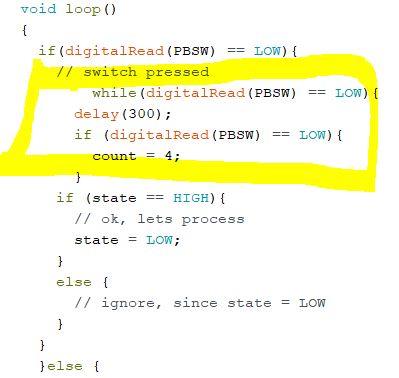 void loop()
{
if(digitalRead(PBSW) == LOW){
// switch pressed
while(digitalRead(PBSW) == LOW){
delay(300);
if (digitalRead(PBSW) == LOW){
count = 4;
}
if (state == HIGH){
// ok, lets process
state = LOW;
}
else {
// ignore, since state = LOW
}
}
}else {